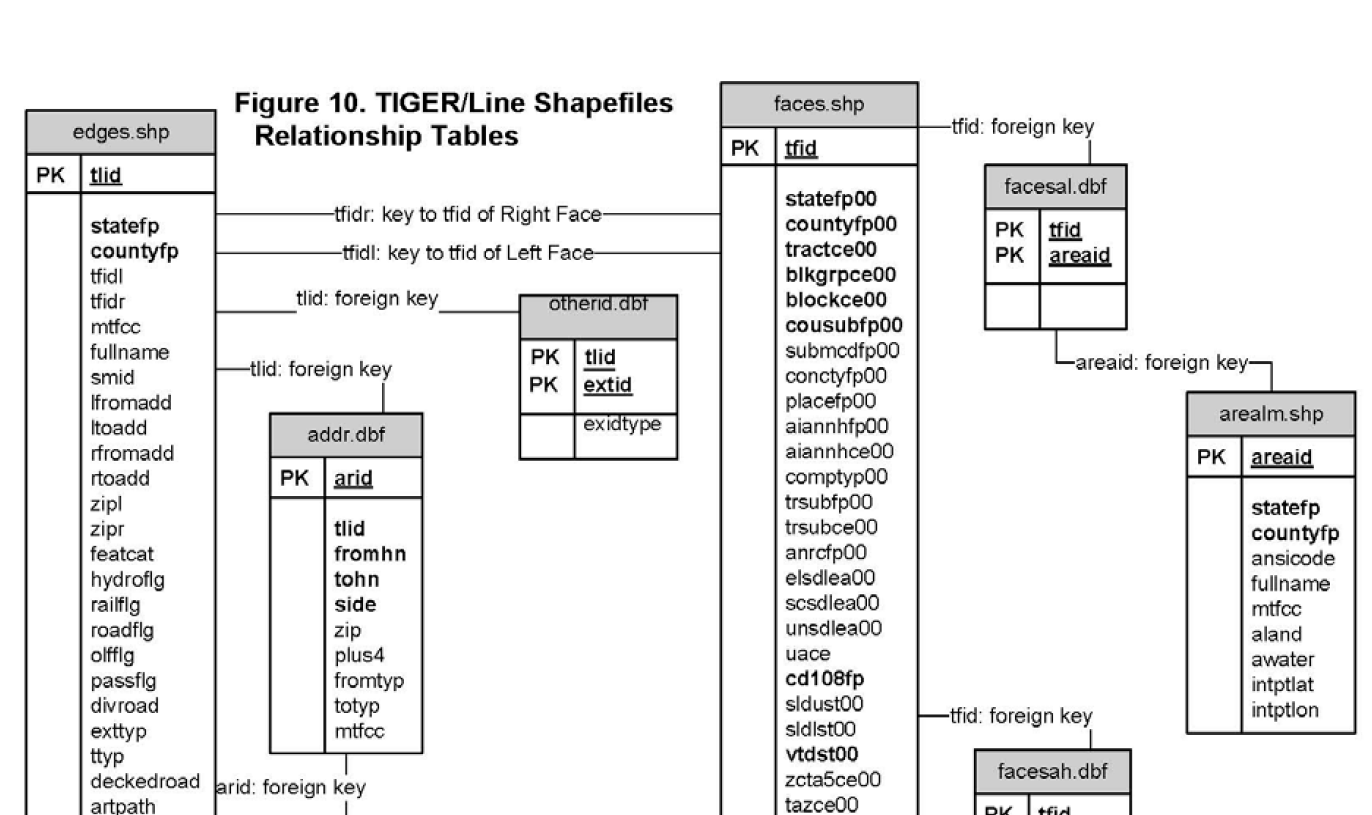 Figure 10. TIGER/Line Shapefiles
Relationship Tables
edges.shp
PK tlid
statefp
countyfp
tfidl
tfidr
mtfcc
fullname
smid
lfromadd
ltoadd
rfromadd
rtoadd
zipl
zipr
featcat
hydroflg
railflg
roadflg
olfflg
passflg
divroad
exttyp
ttyp
deckedroad
artpath
tfidr: key to tfid of Right Face
tfidl: key to tfid of Left Face
tlid: foreign key
tlid: foreign key
otherid.dbf
PK tlid
PK extid
exidtype
addr.dbf
PK arid
tlid
fromhn
tohn
side
zip
plus4
fromtyp
totyp
mtfcc
arid: foreign key
faces.shp
PK tfid
statefp00
countyfp00
tractce00
blkgrpce00
blockce00
cousubfp00
submcdfp00
conctyfp00
placefp00
aiannhfp00
aiannhce00
comptyp00
trsubfp00
trsubce00
anrcfp00
elsdlea00
scsdlea00
unsdlea00
uace
cd108fp
sldust00
sldlst00
vtdst00
zcta5ce00
tazce00
tfid: foreign key
facesal.dbf
PK tfid
PK areaid
areaid: foreign key
arealm.shp
PK areaid
statefp
countyfp
ansicode
fullname
mtfcc
aland
awater
intptlat
intptlon
tfid: foreign key
facesah.dbf
PK tfid